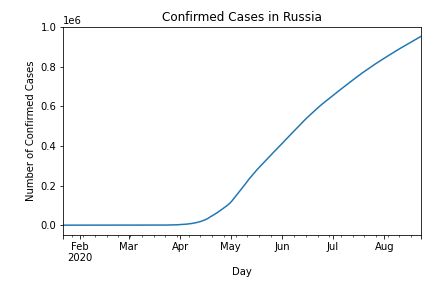 Confirmed Cases in Russia
1e6
1.0
0.8
0.6
0.4
0.2
0.0
Number of Confirmed Cases
Feb Mar Apr May Jun Jul Aug
2020
Day